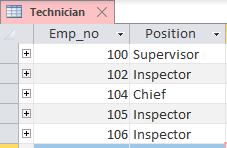 Technician
Emp_no Position
100 Supervisor
102 Inspector
104 Chief
105 Inspector
106 Inspector